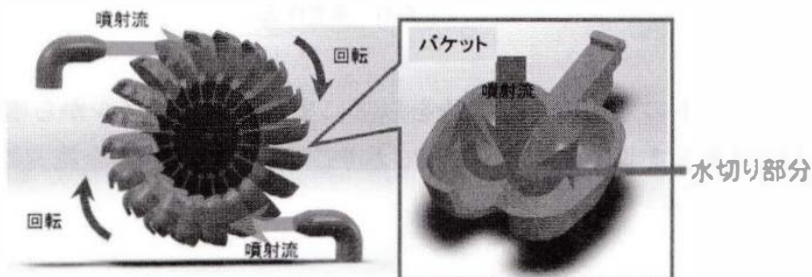 噴射流
回転
回転
噴射流
バケット
噴射流
水切り部分